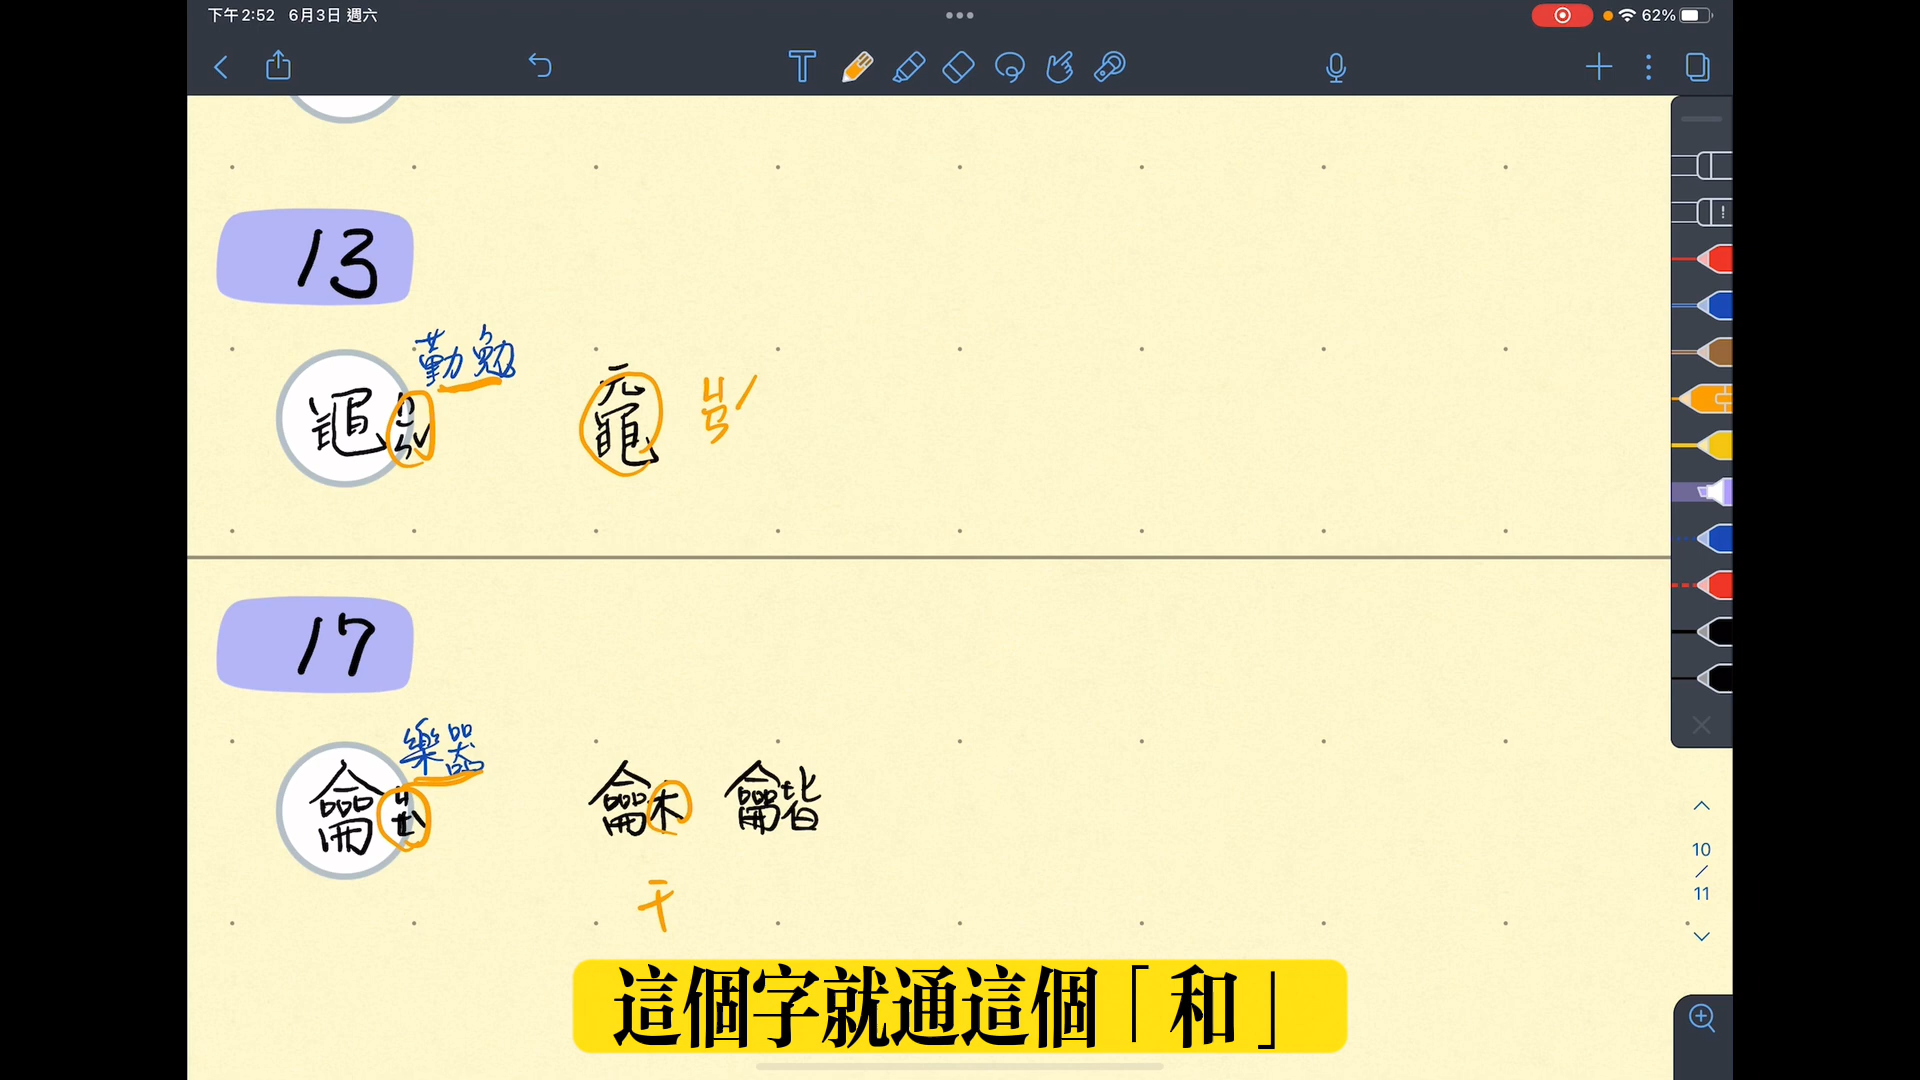 下午2:52 6月3日 週六
62%
13
勤勉
黽 ㄇㄧㄣˇ
黿 ㄩㄢˊ
17
樂器
龠 ㄩㄝˋ
龢 龤
千
10
/
11
這個字就通這個「和」